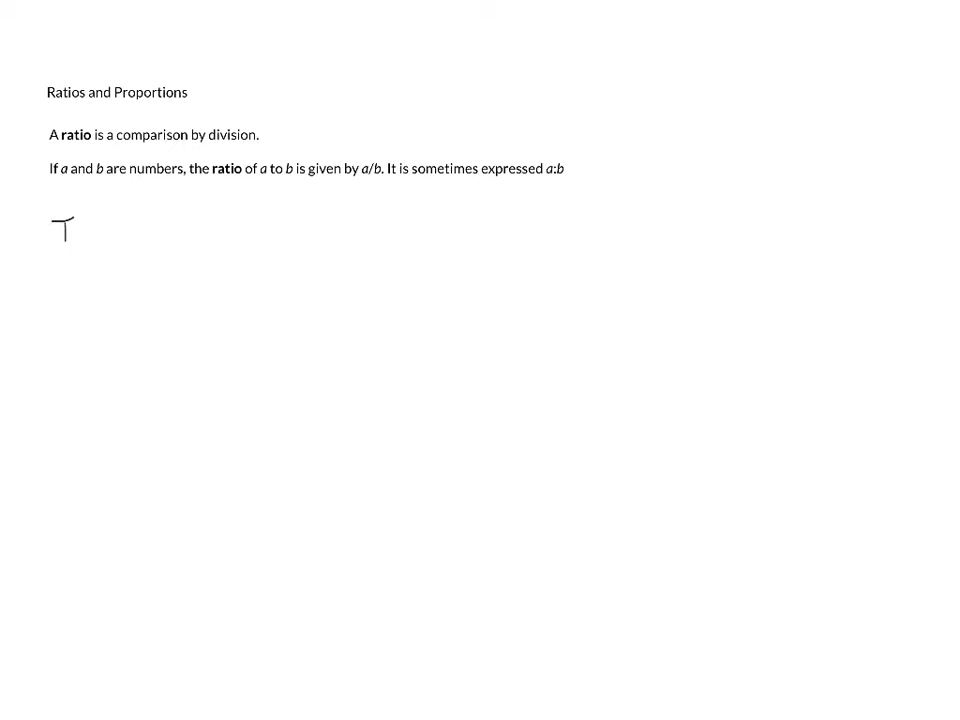 Ratios and Proportions
A ratio is a comparison by division.
If a and b are numbers, the ratio of a to b is given by a/b. It is sometimes expressed a:b
T